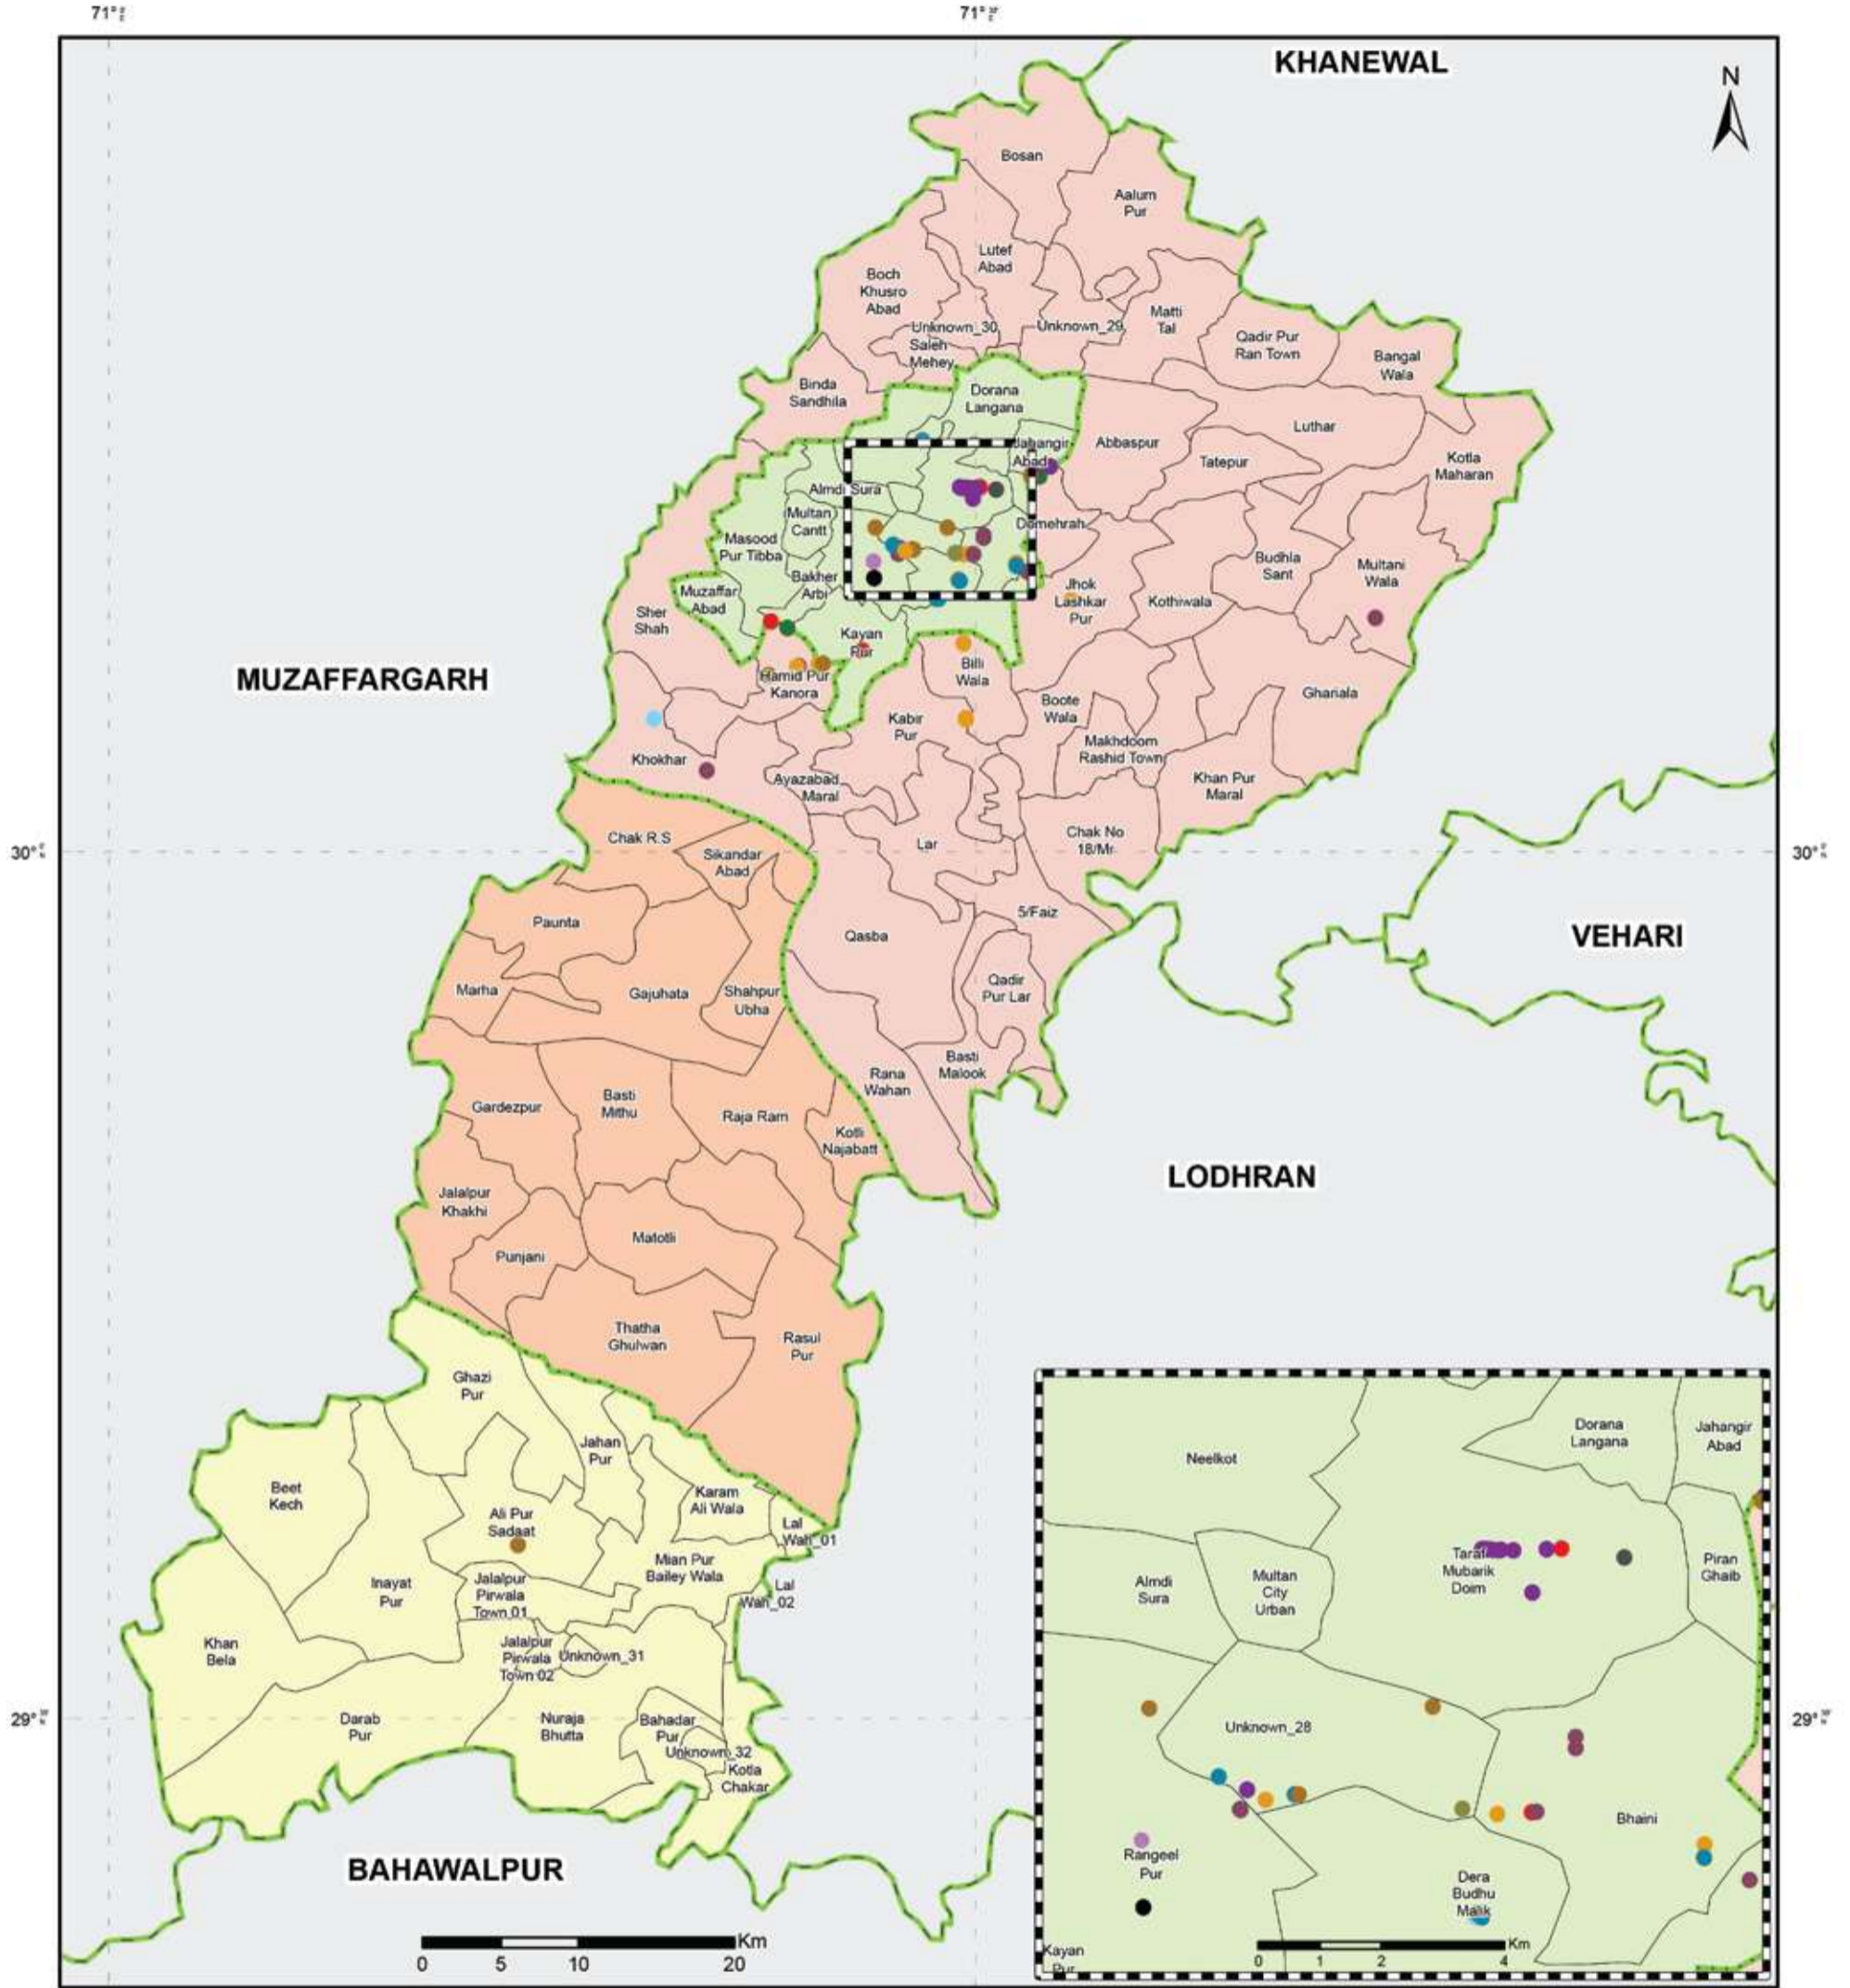 71°
71°
KHANEWAL
N
Bosan
Aalum
Pur
Lutef
Abad
Boch
Khusro
Abad
Unknown_30
Unknown_29
Matti
Tal
Saleh
Mehey
Qadir Pur
Ran Town
Bangal
Wala
Binda
Sandhila
Dorana
Langana
Luthar
Jahangir
Abad
Abbaspur
Tatepur
Kotla
Maharan
Almdi Sura
Multan
Cantt
Domehrah
Masood
Pur Tibba
Budhla
Sant
Multani
Wala
Bakher
Arbi
Muzaffar
Abad
Jhok
Lashkar
Pur
Kothiwala
Sher
Shah
Kayan
Pur
Billi
Wala
MUZAFFARGARH
Hamid Pur
Kanora
Boote
Wala
Ghariala
Kabir
Pur
Makhdoom
Rashid Town
Khokhar
Ayazabad
Maral
Khan Pur
Maral
Chak R.S
Lar
Chak No
18/Mr
30°
30°
Sikandar
Abad
Paunta
5/Faiz
Qasba
VEHARI
Marha
Gajuhata
Shahpur
Ubha
Qadir
Pur Lar
Basti
Malook
Rana
Wahan
Gardezpur
Basti
Mithu
Raja Ram
Kotli
Najabatt
LODHRAN
Jalalpur
Khakhi
Matotli
Punjani
Thatha
Ghulwan
Rasul
Pur
Ghazi
Pur
Jahan
Pur
Beet
Kech
Karam
Ali Wala
Ali Pur
Sadaat
Lal
Wah_01
Mian Pur
Bailey Wala
Inayat
Pur
Jalalpur
Pirwala
Town 01
Lal
Wah_02
Khan
Bela
Jalalpur
Pirwala
Town 02
Unknown_31
Darab
Pur
Nuraja
Bhutta
Bahadar
Pur
Unknown_32
Kotla
Chakar
29°
29°
BAHAWALPUR
Km
0 5 10 20
Dorana
Langana
Jahangir
Abad
Neelkot
Taraf
Mubarik
Doim
Piran
Ghaib
Almdi
Sura
Multan
City
Urban
Unknown_28
Bhaini
Rangeel
Pur
Dera
Budhu
Malik
Kayan
Pur
Km
0 1 2 4